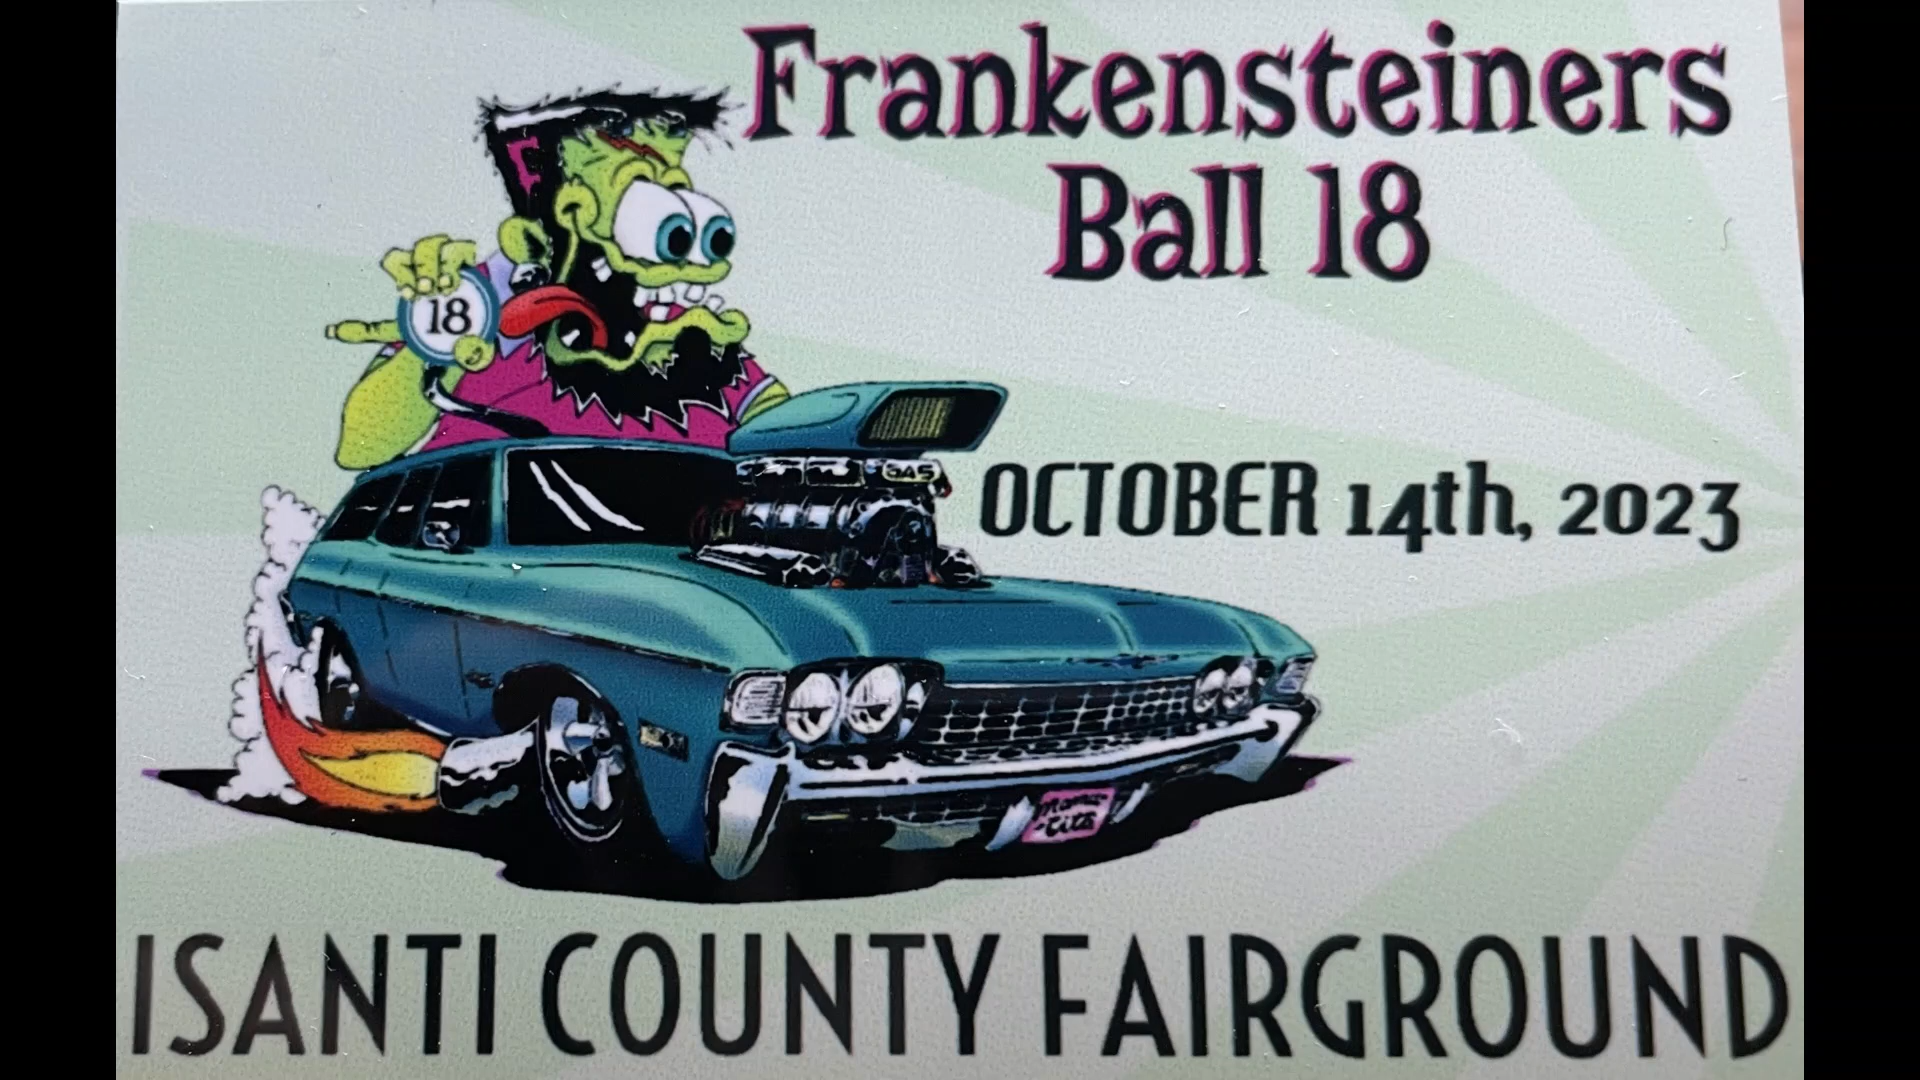 Frankensteiners
Ball 18
18
OCTOBER 14th, 2023
ISANTI COUNTY FAIRGROUND